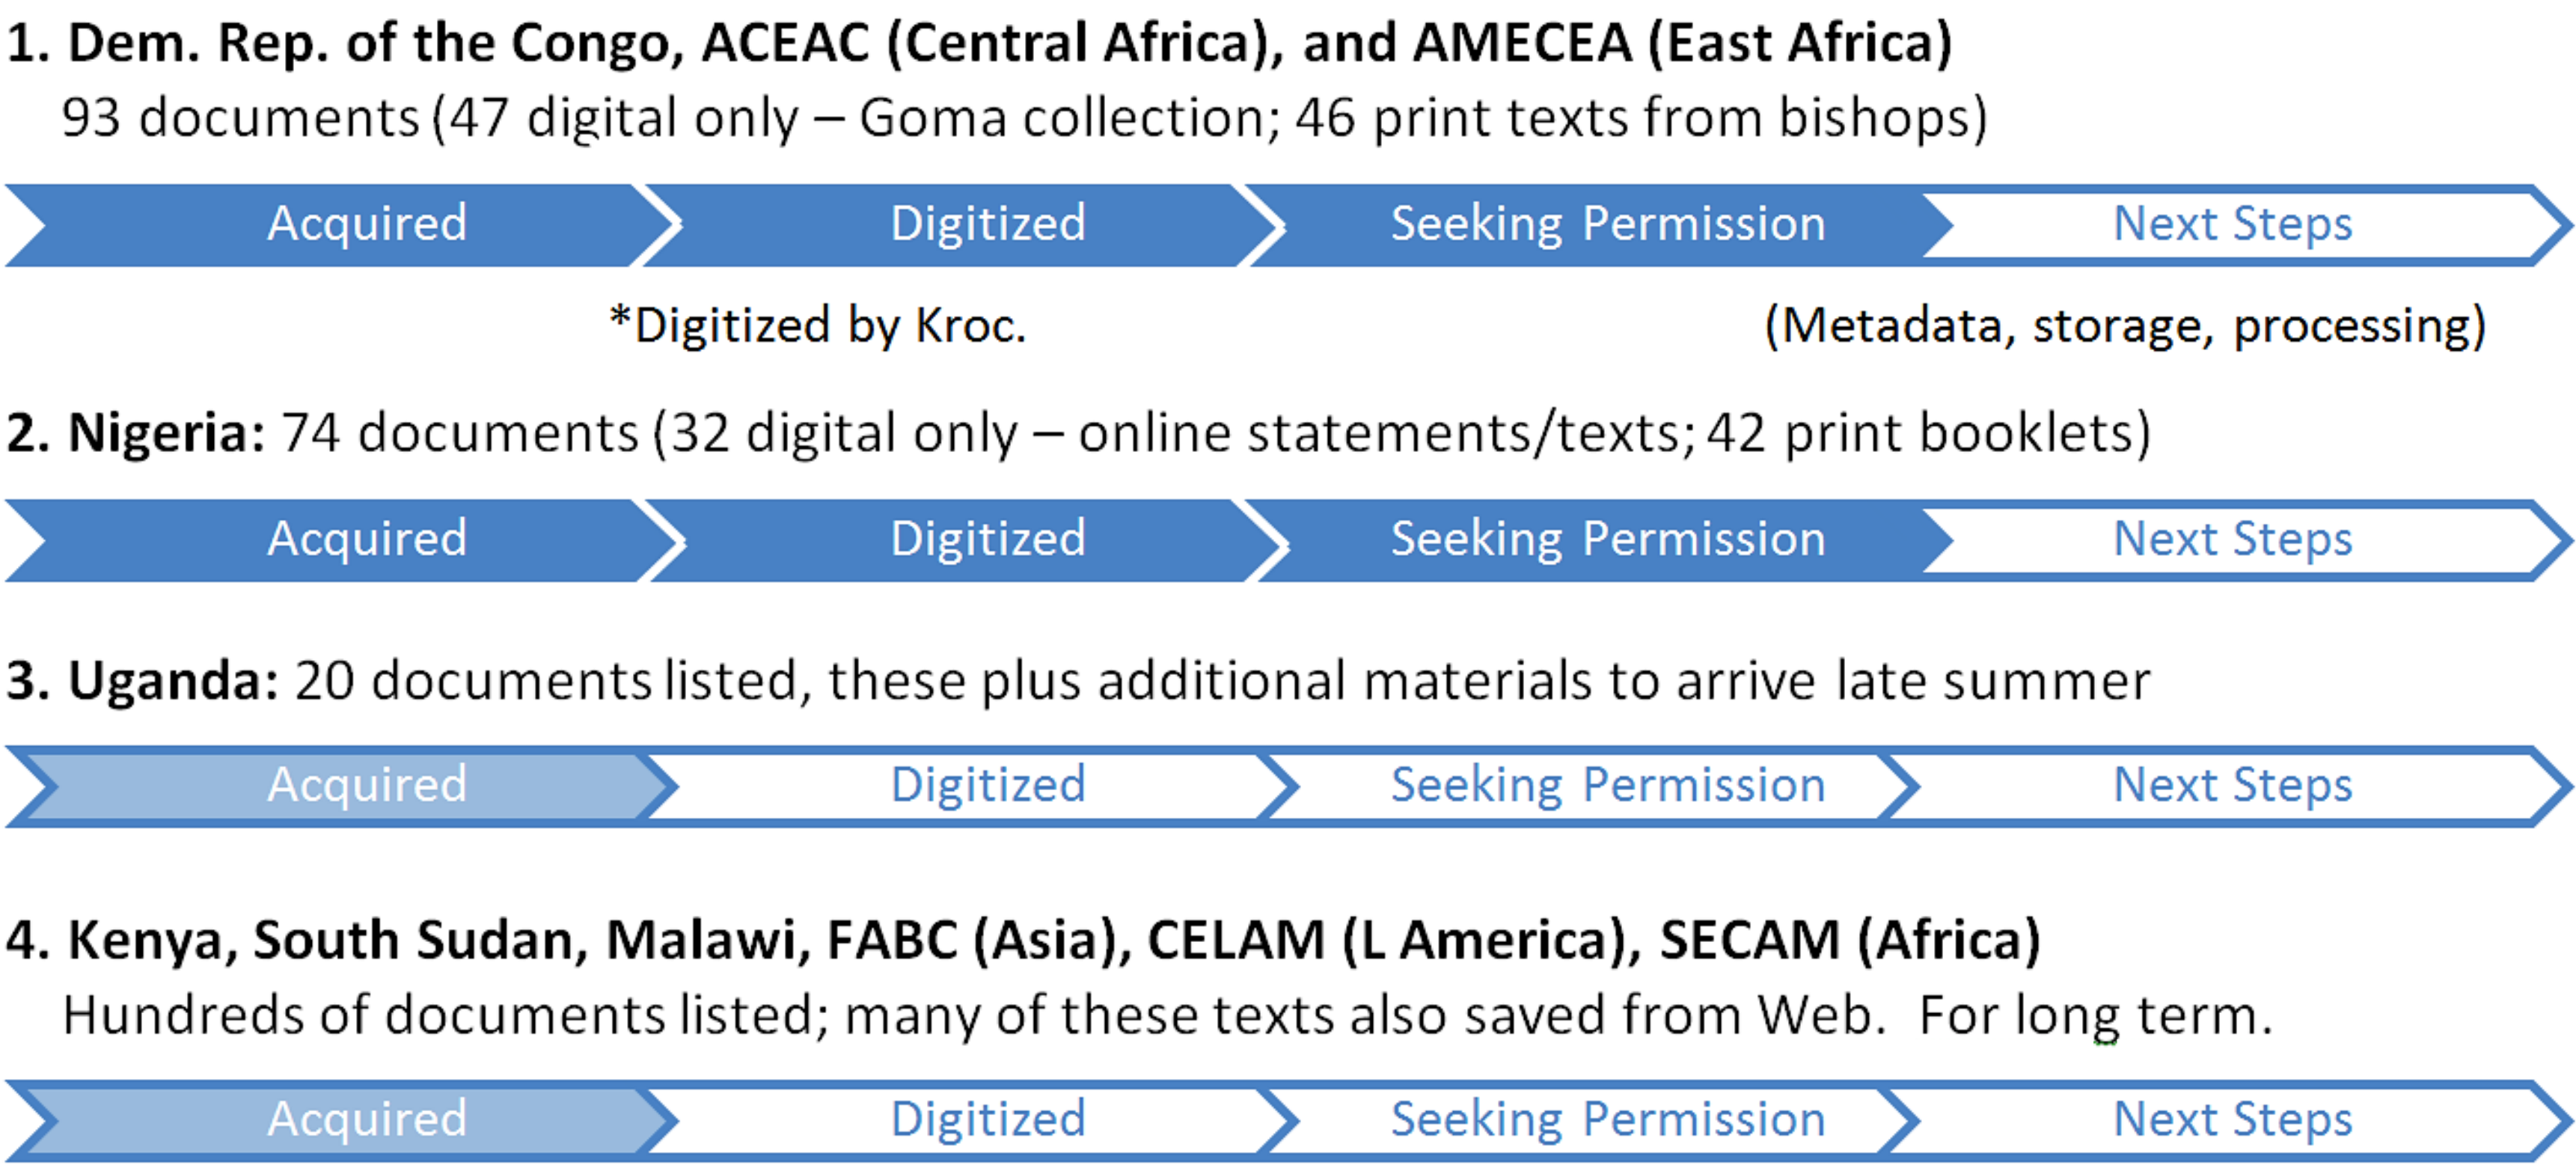 1. Dem. Rep. of the Congo, ACEAC (Central Africa), and AMECEA (East Africa)
93 documents (47 digital only – Goma collection; 46 print texts from bishops)
Acquired Digitized Seeking Permission Next Steps
*Digitized by Kroc. (Metadata, storage, processing)
2. Nigeria: 74 documents (32 digital only – online statements/texts; 42 print booklets)
Acquired Digitized Seeking Permission Next Steps
3. Uganda: 20 documents listed, these plus additional materials to arrive late summer
Acquired Digitized Seeking Permission Next Steps
4. Kenya, South Sudan, Malawi, FABC (Asia), CELAM (L America), SECAM (Africa)
Hundreds of documents listed; many of these texts also saved from Web. For long term.
Acquired Digitized Seeking Permission Next Steps